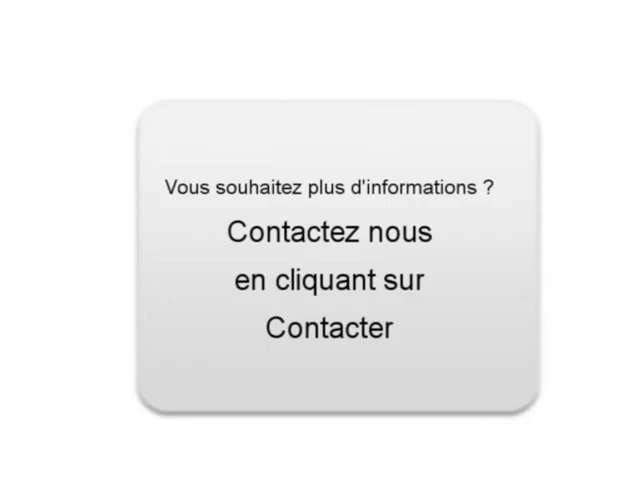 Vous souhaitez plus d'informations ?
Contactez nous
en cliquant sur
Contacter